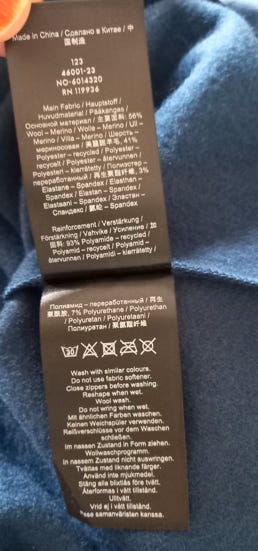 Made in China / Сделано в Китае / 中
国制造
123
46001-23
NO-6014320
RN 119936
Main Fabric / Hauptstoff /
Huvudmaterial / Pääkangas /
Основной материал / 主要面料: 56%
Wool – Merino / Wolle – Merino / Ull –
Merino / Villa – Merino / Шерсть –
мериносовая / 美麗諾羊毛, 41%
Polyester – recycled / Polyester –
recycelt / Polyester – återvunnen /
Polyesteri – kierrätetty / Полиэстер –
переработанный / 再生聚酯纤维, 3%
Elastane – Spandex / Elasthan –
Spandex / Elastan – Spandex /
Elastaani – Spandex / Эластан –
Спандекс / 氨纶 – Spandex
Reinforcement / Verstärkung /
Förstärkning / Vahvike / Усиление / 加
固料: 93% Polyamide – recycled /
Polyamid – recycelt / Polyamid –
återvunnen / Polyamidi – kierrätetty /
Полиамид – переработанный / 再生
聚酰胺, 7% Polyurethane / Polyurethan
/ Polyuretan / Polyuretaani /
Полиуретан / 聚氨酯纤维
Wash with similar colours.
Do not use fabric softener.
Close zippers before washing.
Reshape when wet.
Wool wash.
Do not wring when wet.
Mit ähnlichen Farben waschen.
Keinen Weichspüler verwenden.
Reißverschlüsse vor dem Waschen
schließen.
Im nassen Zustand in Form ziehen.
Wollwaschprogramm.
Im nassen Zustand nicht auswringen.
Tvättas med liknande färger.
Använd inte mjukmedel.
Stäng alla blixtlås före tvätt.
Återformas i vått tillstånd.
Ulltvätt.
Vrid ej i vått tillstånd.
Pese samanväristen kanssa.